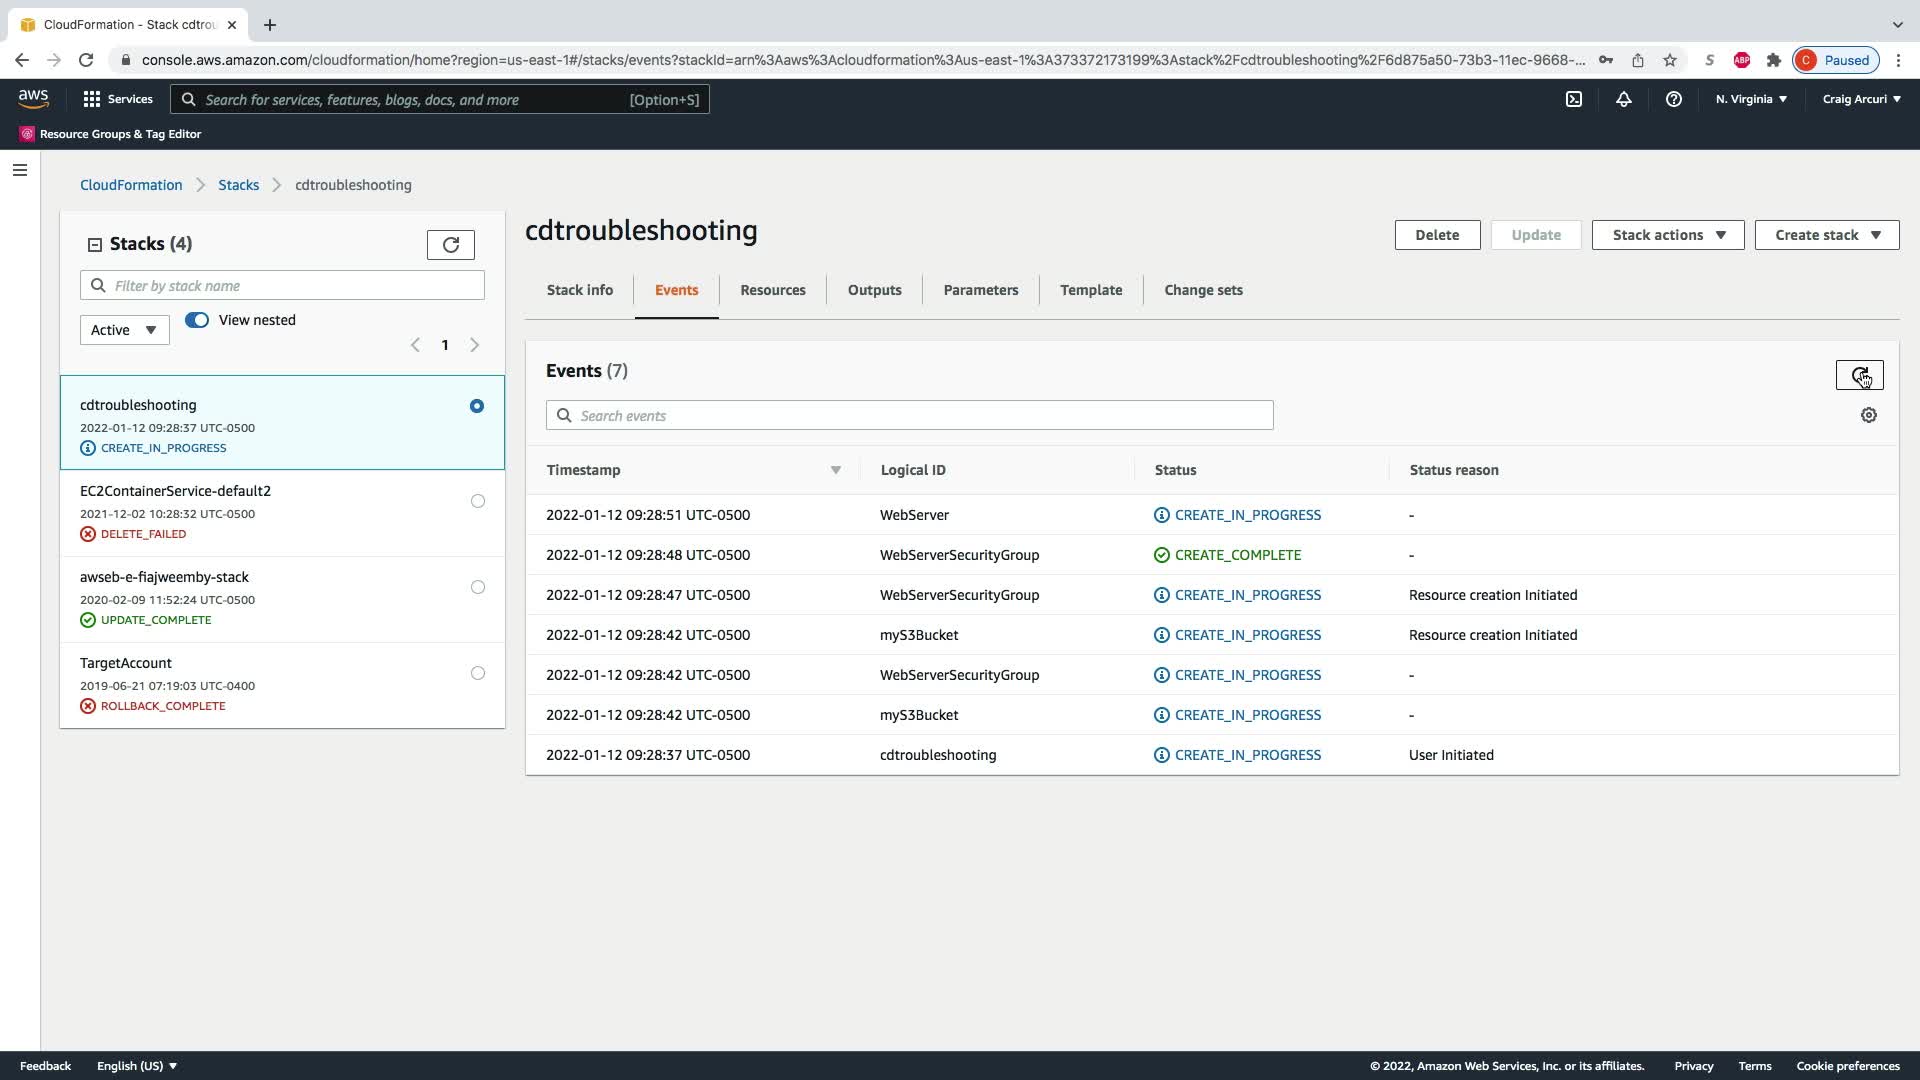 CloudFormation - Stack cdtrou
console.aws.amazon.com/cloudformation/home?region=us-east-1#/stacks/events?stackId=arn%3Aaws%3Acloudformation%3Aus-east-1%3A373372173199%3Astack%2Fcdtroubleshooting%2F6d875a50-73b3-11ec-9668-...
S
ABP
C
Paused
aws
Services
Search for services, features, blogs, docs, and more
[Option+S]
N. Virginia
Craig Arcuri
Resource Groups & Tag Editor
CloudFormation
Stacks
cdtroubleshooting
Stacks (4)
Filter by stack name
Active
View nested
1
cdtroubleshooting
2022-01-12 09:28:37 UTC-0500
CREATE_IN_PROGRESS
EC2ContainerService-default2
2021-12-02 10:28:32 UTC-0500
DELETE_FAILED
awseb-e-fiajweemby-stack
2020-02-09 11:52:24 UTC-0500
UPDATE_COMPLETE
TargetAccount
2019-06-21 07:19:03 UTC-0400
ROLLBACK_COMPLETE
cdtroubleshooting
Delete
Update
Stack actions
Create stack
Stack info
Events
Resources
Outputs
Parameters
Template
Change sets
Events (7)
Search events
Timestamp Logical ID Status Status reason
2022-01-12 09:28:51 UTC-0500 WebServer CREATE_IN_PROGRESS -
2022-01-12 09:28:48 UTC-0500 WebServerSecurityGroup CREATE_COMPLETE -
2022-01-12 09:28:47 UTC-0500 WebServerSecurityGroup CREATE_IN_PROGRESS Resource creation Initiated
2022-01-12 09:28:42 UTC-0500 myS3Bucket CREATE_IN_PROGRESS Resource creation Initiated
2022-01-12 09:28:42 UTC-0500 WebServerSecurityGroup CREATE_IN_PROGRESS -
2022-01-12 09:28:42 UTC-0500 myS3Bucket CREATE_IN_PROGRESS -
2022-01-12 09:28:37 UTC-0500 cdtroubleshooting CREATE_IN_PROGRESS User Initiated
Feedback
English (US)
© 2022, Amazon Web Services, Inc. or its affiliates.
Privacy
Terms
Cookie preferences